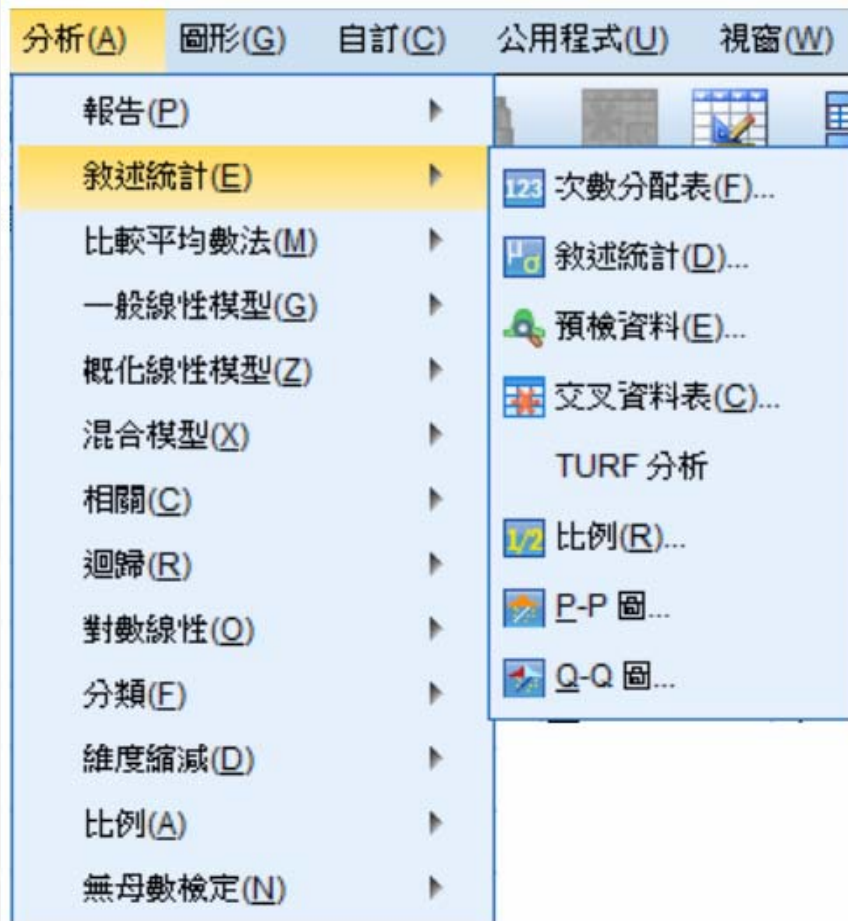 分析(A) 圖形(G) 自訂(C) 公用程式(U) 視窗(W)
報告(P)
敘述統計(E)
比較平均數法(M)
一般線性模型(G)
概化線性模型(Z)
混合模型(X)
相關(C)
迴歸(R)
對數線性(O)
分類(F)
維度縮減(D)
比例(A)
無母數檢定(N)
123 次數分配表(F)...
μσ 敘述統計(D)...
預檢資料(E)...
交叉資料表(C)...
TURF 分析
1/2 比例(R)...
P-P 圖...
Q-Q 圖...